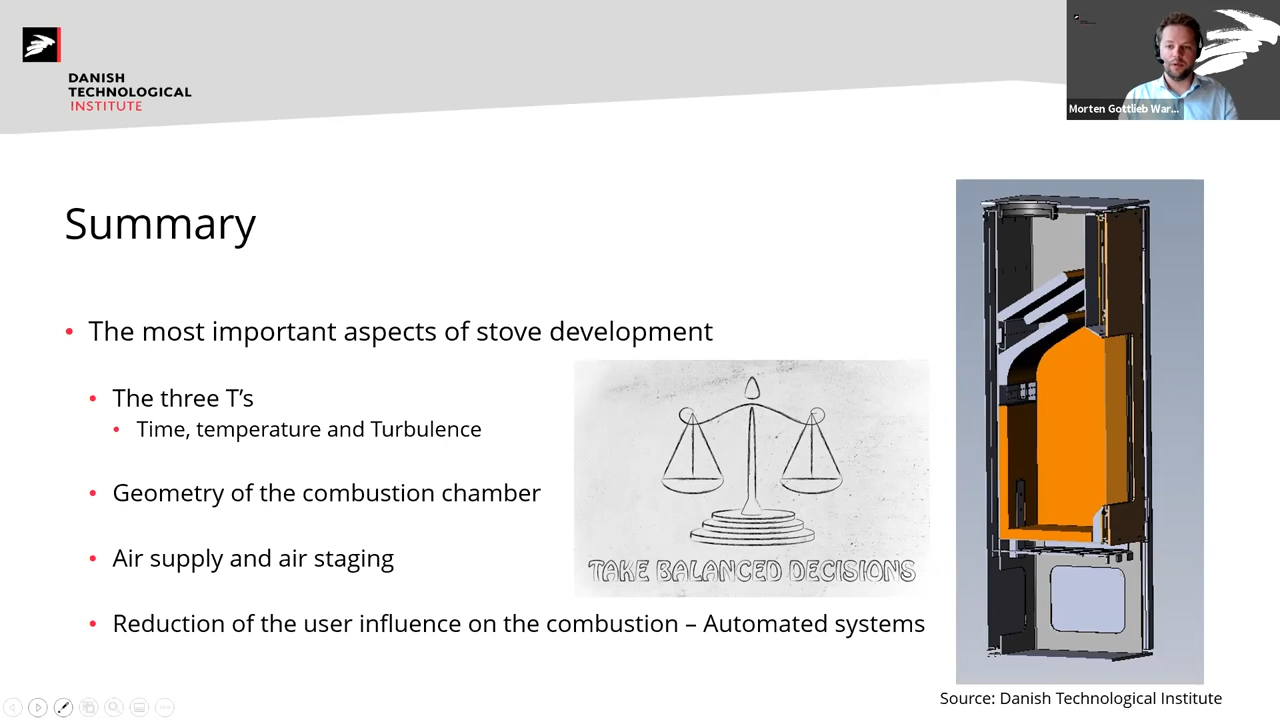 DANISH
TECHNOLOGICAL
INSTITUTE
Morten Gottlieb War...
Summary
• The most important aspects of stove development
• The three T’s
• Time, temperature and Turbulence
• Geometry of the combustion chamber
• Air supply and air staging
TAKE BALANCED DECISIONS
• Reduction of the user influence on the combustion – Automated systems
Source: Danish Technological Institute